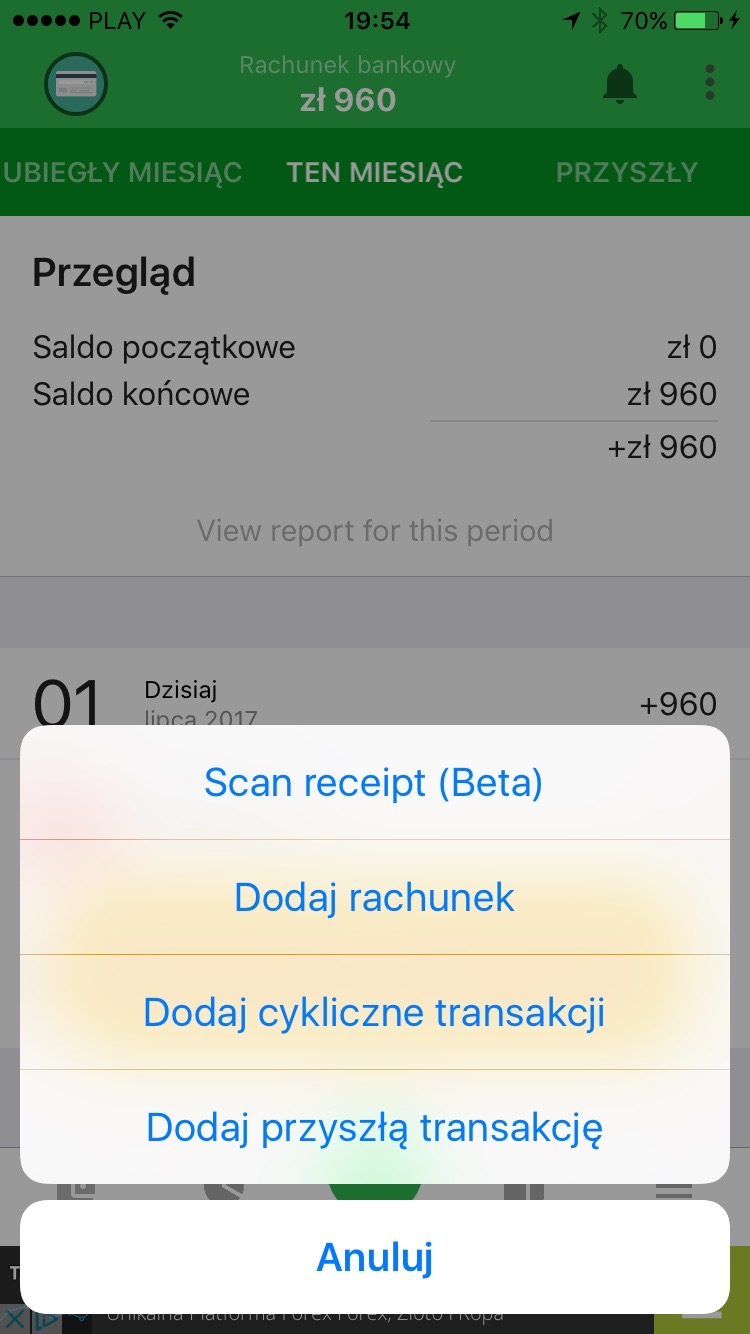 PLAY 19:54 70%
Rachunek bankowy
zł 960
UBIEGŁY MIESIĄC TEN MIESIĄC PRZYSZŁY
Przegląd
Saldo początkowe zł 0
Saldo końcowe zł 960
+zł 960
View report for this period
01 Dzisiaj +960
lipca 2017
Scan receipt (Beta)
Dodaj rachunek
Dodaj cykliczne transakcji
Dodaj przyszłą transakcję
Anuluj
Unikalna Platforma Forex Forex, Złoto i Ropa